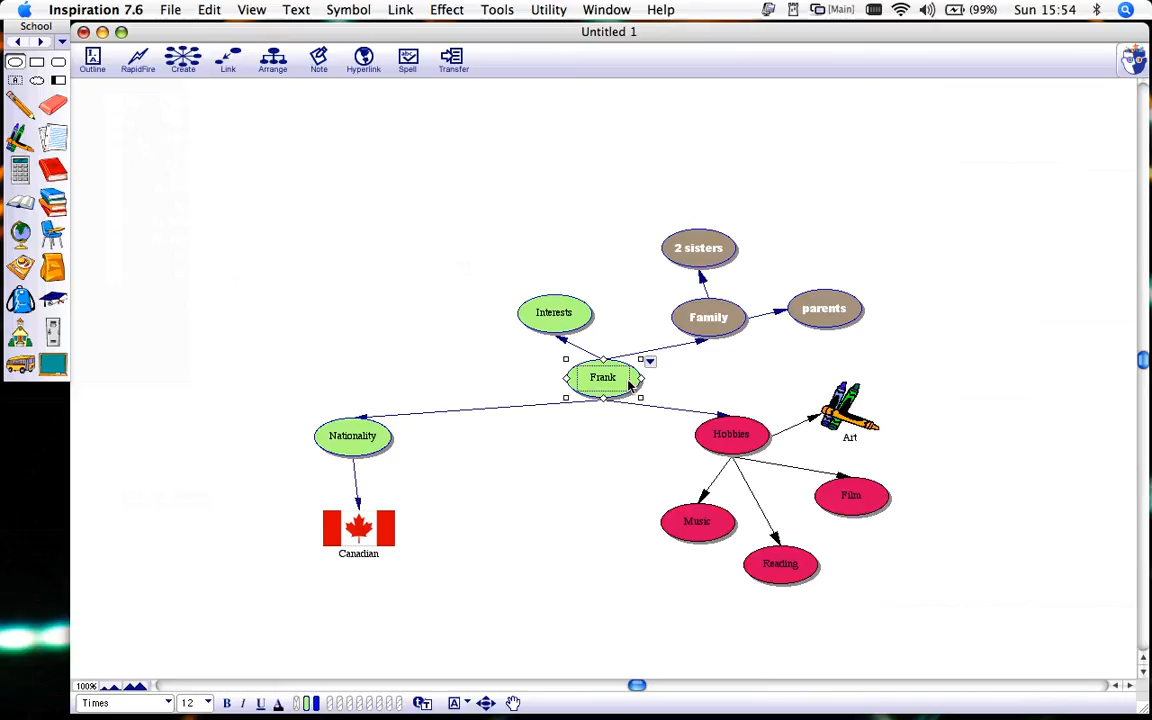 Inspiration 7.6 File Edit View Text Symbol Link Effect Tools Utility Window Help [Main] (99%) Sun 15:54
School
Untitled 1
Outline RapidFire Create Link Arrange Note Hyperlink Spell Transfer
2 sisters
Interests
Family
parents
Frank
Nationality
Hobbies
Art
Film
Music
Canadian
Reading
100%
Times 12 B I U A A